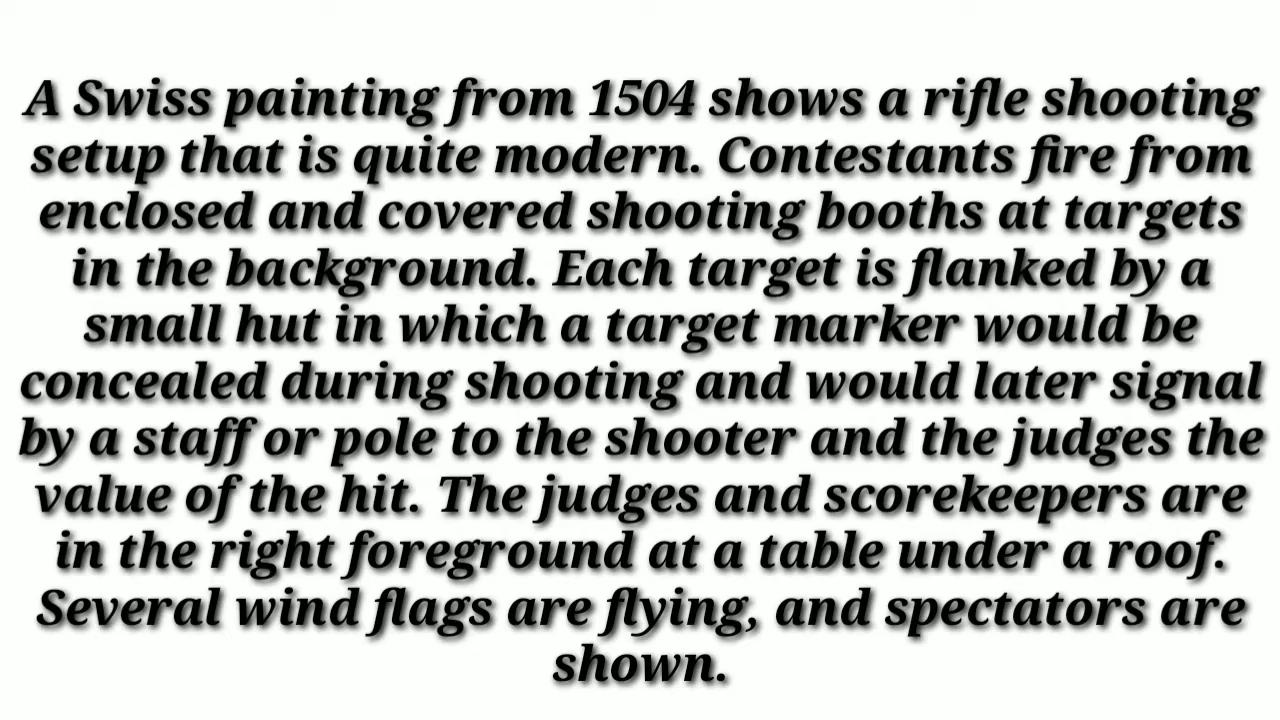 A Swiss painting from 1504 shows a rifle shooting
setup that is quite modern. Contestants fire from
enclosed and covered shooting booths at targets
in the background. Each target is flanked by a
small hut in which a target marker would be
concealed during shooting and would later signal
by a staff or pole to the shooter and the judges the
value of the hit. The judges and scorekeepers are
in the right foreground at a table under a roof.
Several wind flags are flying, and spectators are
shown.